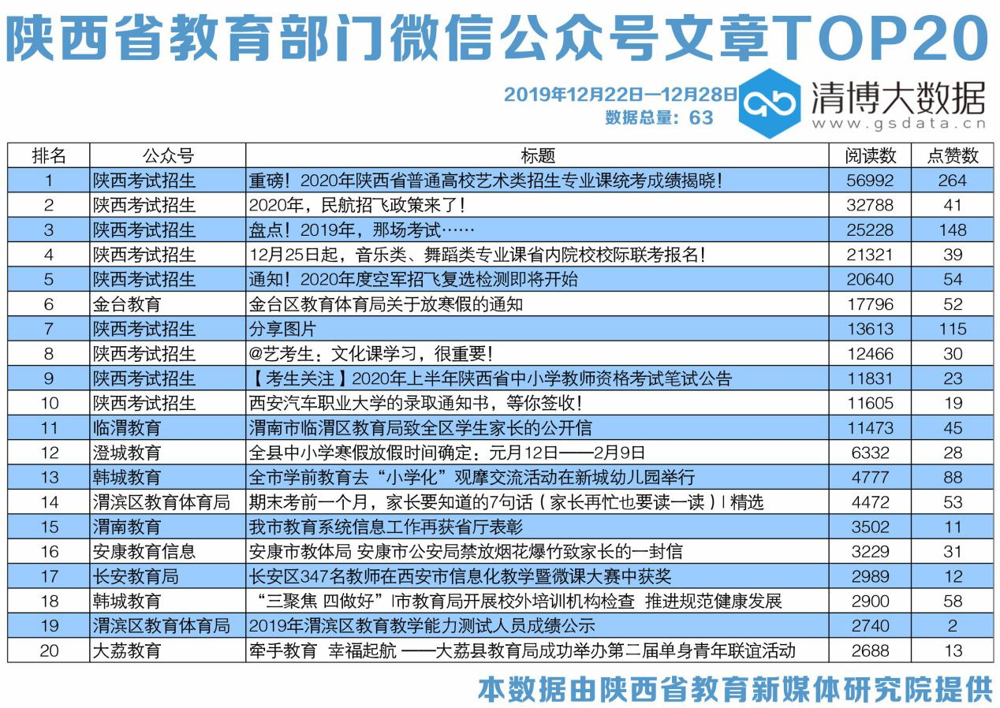 陕西省教育部门微信公众号文章TOP20
2019年12月22日—12月28日
数据总量：63
清博大数据
www.gsdata.cn
排名 公众号 标题 阅读数 点赞数
1 陕西考试招生 重磅！2020年陕西省普通高校艺术类招生专业课统考成绩揭晓！ 56992 264
2 陕西考试招生 2020年，民航招飞政策来了！ 32788 41
3 陕西考试招生 盘点！2019年，那场考试…… 25228 148
4 陕西考试招生 12月25日起，音乐类、舞蹈类专业课省内院校校际联考报名！ 21321 39
5 陕西考试招生 通知！2020年度空军招飞复选检测即将开始 20640 54
6 金台教育 金台区教育体育局关于放寒假的通知 17796 52
7 陕西考试招生 分享图片 13613 115
8 陕西考试招生 @艺考生：文化课学习，很重要！ 12466 30
9 陕西考试招生 【考生关注】2020年上半年陕西省中小学教师资格考试笔试公告 11831 23
10 陕西考试招生 西安汽车职业大学的录取通知书，等你签收！ 11605 19
11 临渭教育 渭南市临渭区教育局致全区学生家长的公开信 11473 45
12 澄城教育 全县中小学寒假放假时间确定：元月12日——2月9日 6332 28
13 韩城教育 全市学前教育去“小学化”观摩交流活动在新城幼儿园举行 4777 88
14 渭滨区教育体育局 期末考前一个月，家长要知道的7句话（家长再忙也要读一读）| 精选 4472 53
15 渭南教育 我市教育系统信息工作再获省厅表彰 3502 11
16 安康教育信息 安康市教体局 安康市公安局禁放烟花爆竹致家长的一封信 3229 31
17 长安教育局 长安区347名教师在西安市信息化教学暨微课大赛中获奖 2989 12
18 韩城教育 “三聚焦 四做好”|市教育局开展校外培训机构检查 推进规范健康发展 2900 58
19 渭滨区教育体育局 2019年渭滨区教育教学能力测试人员成绩公示 2740 2
20 大荔教育 牵手教育 幸福起航 ——大荔县教育局成功举办第二届单身青年联谊活动 2688 13
本数据由陕西省教育新媒体研究院提供